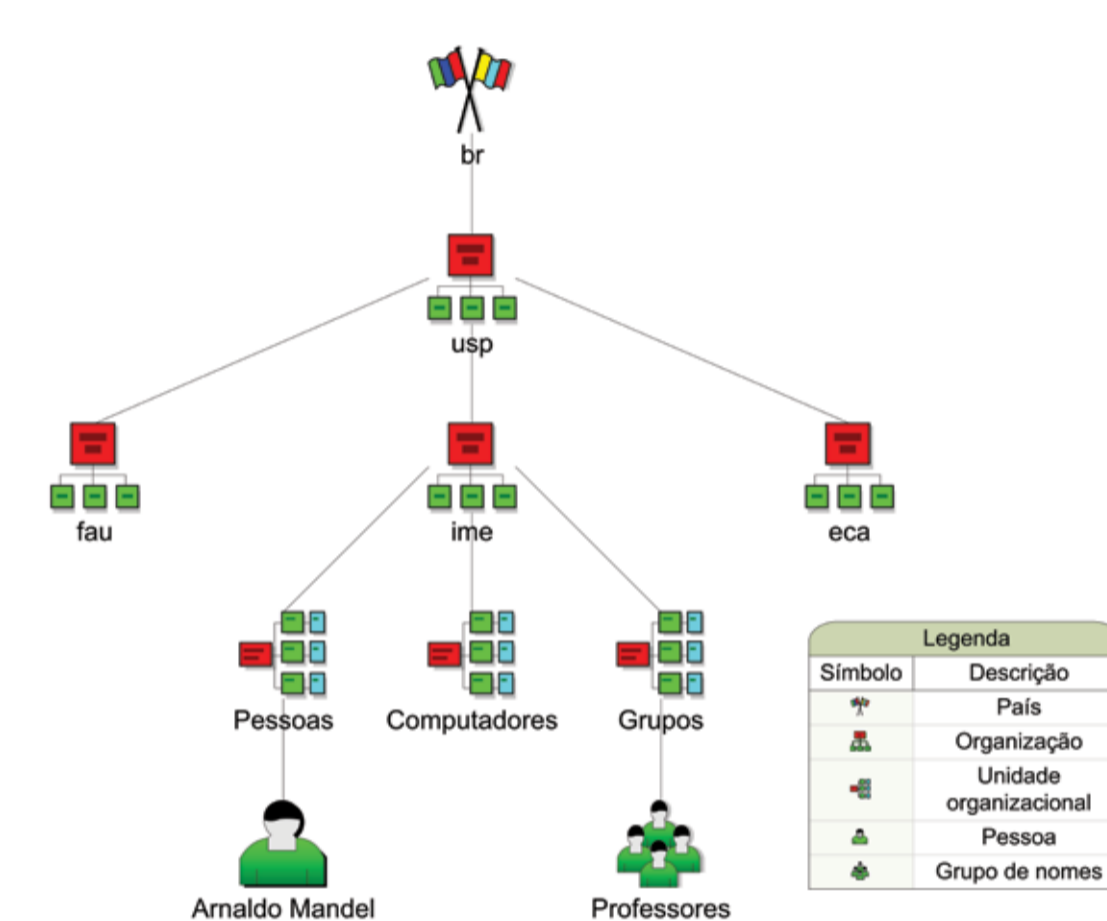 br
usp
fau
ime
eca
Pessoas
Computadores
Grupos
Arnaldo Mandel
Professores
Legenda
Símbolo Descrição
País
Organização
Unidade
organizacional
Pessoa
Grupo de nomes